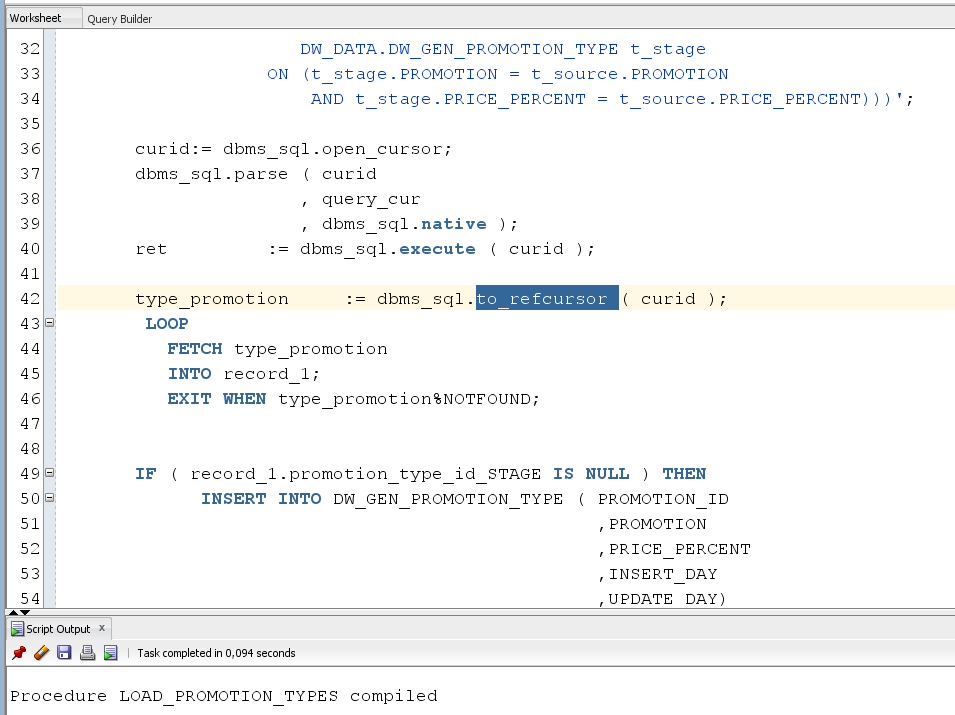 Worksheet Query Builder
32 DW_DATA.DW_GEN_PROMOTION_TYPE t_stage
33 ON (t_stage.PROMOTION = t_source.PROMOTION
34 AND t_stage.PRICE_PERCENT = t_source.PRICE_PERCENT)))';
35
36 curid:= dbms_sql.open_cursor;
37 dbms_sql.parse ( curid
38 , query_cur
39 , dbms_sql.native );
40 ret := dbms_sql.execute ( curid );
41
42 type_promotion := dbms_sql.to_refcursor ( curid );
43 LOOP
44 FETCH type_promotion
45 INTO record_1;
46 EXIT WHEN type_promotion%NOTFOUND;
47
48
49 IF ( record_1.promotion_type_id_STAGE IS NULL ) THEN
50 INSERT INTO DW_GEN_PROMOTION_TYPE ( PROMOTION_ID
51 ,PROMOTION
52 ,PRICE_PERCENT
53 ,INSERT_DAY
54 ,UPDATE_DAY)
Script Output x
Task completed in 0,094 seconds
Procedure LOAD_PROMOTION_TYPES compiled